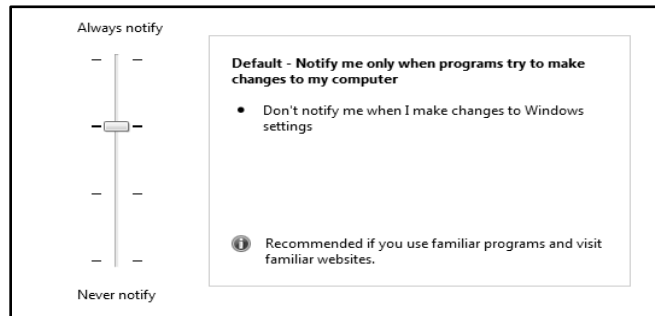 Always notify
Default - Notify me only when programs try to make
changes to my computer
• Don't notify me when I make changes to Windows
settings
Recommended if you use familiar programs and visit
familiar websites.
Never notify